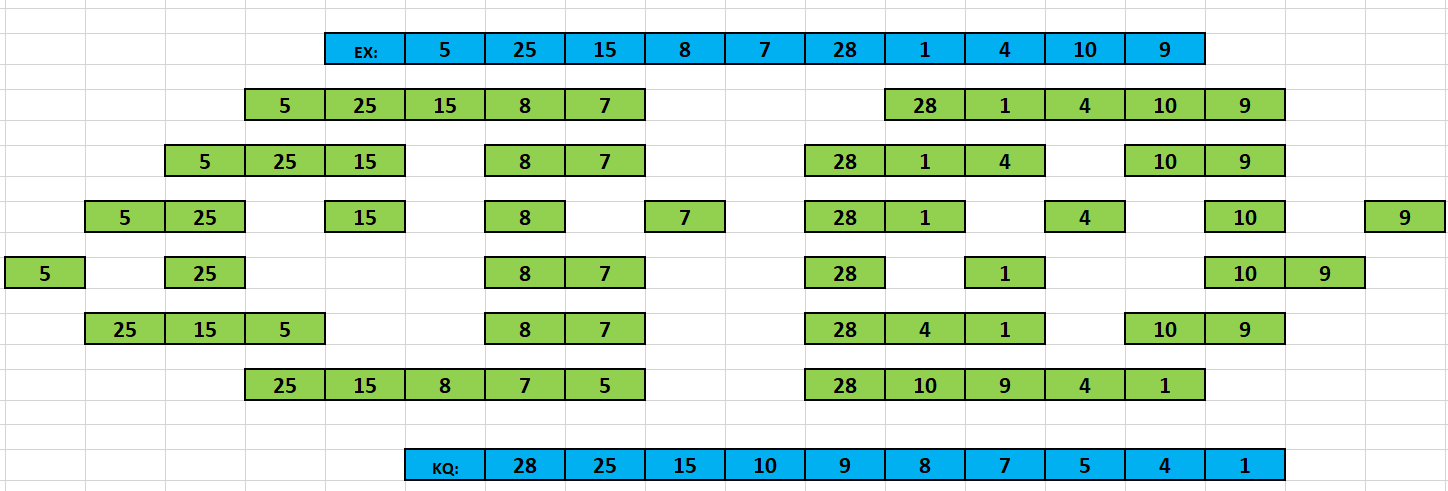 EX: 5 25 15 8 7 28 1 4 10 9
5 25 15 8 7 28 1 4 10 9
5 25 15 8 7 28 1 4 10 9
5 25 15 8 7 28 1 4 10 9
5 25 8 7 28 1 10 9
25 15 5 8 7 28 4 1 10 9
25 15 8 7 5 28 10 9 4 1
KQ: 28 25 15 10 9 8 7 5 4 1